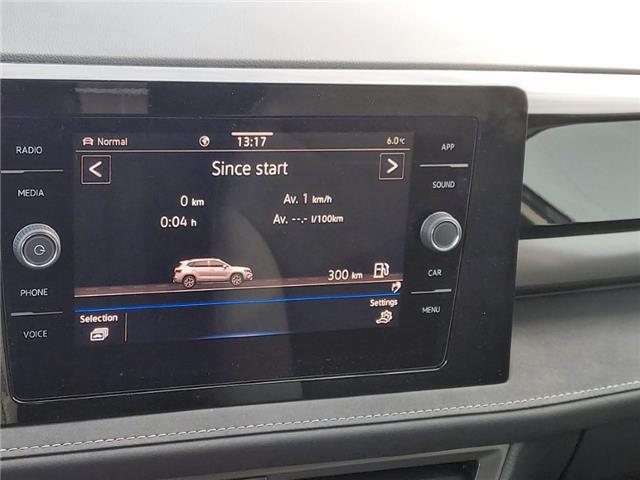 RADIO
MEDIA
PHONE
VOICE
Normal
13:17
6.0°C
Since start
0 km
Av. 1 km/h
0:04 h
Av. --.- l/100km
300 km
Selection
Settings
APP
SOUND
CAR
MENU